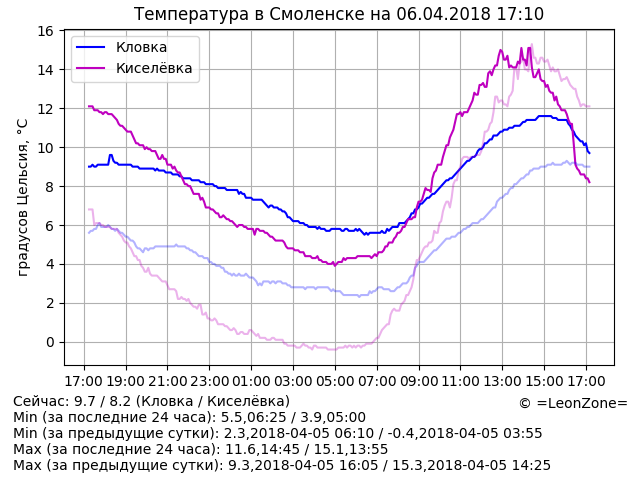 Температура в Смоленске на 06.04.2018 17:10
градусов Цельсия, °C
16
14
12
10
8
6
4
2
0
Кловка
Киселёвка
17:00 19:00 21:00 23:00 01:00 03:00 05:00 07:00 09:00 11:00 13:00 15:00 17:00
Сейчас: 9.7 / 8.2 (Кловка / Киселёвка)
© =LeonZone=
Min (за последние 24 часа): 5.5,06:25 / 3.9,05:00
Min (за предыдущие сутки): 2.3,2018-04-05 06:10 / -0.4,2018-04-05 03:55
Max (за последние 24 часа): 11.6,14:45 / 15.1,13:55
Max (за предыдущие сутки): 9.3,2018-04-05 16:05 / 15.3,2018-04-05 14:25